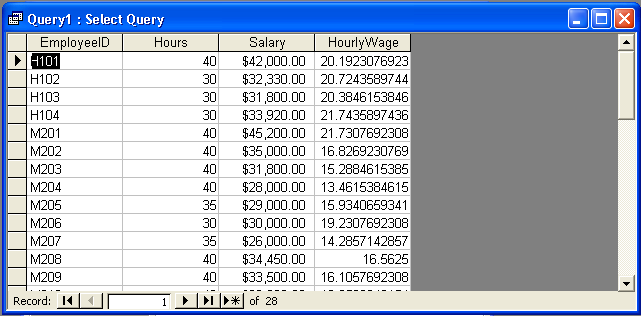 Query1 : Select Query
EmployeeID Hours Salary HourlyWage
H101 40 $42,000.00 20.1923076923
H102 30 $32,330.00 20.7243589744
H103 30 $31,800.00 20.3846153846
H104 30 $33,920.00 21.7435897436
M201 40 $45,200.00 21.7307692308
M202 40 $35,000.00 16.8269230769
M203 40 $31,800.00 15.2884615385
M204 40 $28,000.00 13.4615384615
M205 35 $29,000.00 15.9340659341
M206 30 $30,000.00 19.2307692308
M207 35 $26,000.00 14.2857142857
M208 40 $34,450.00 16.5625
M209 40 $33,500.00 16.1057692308
Record: 1 of 28